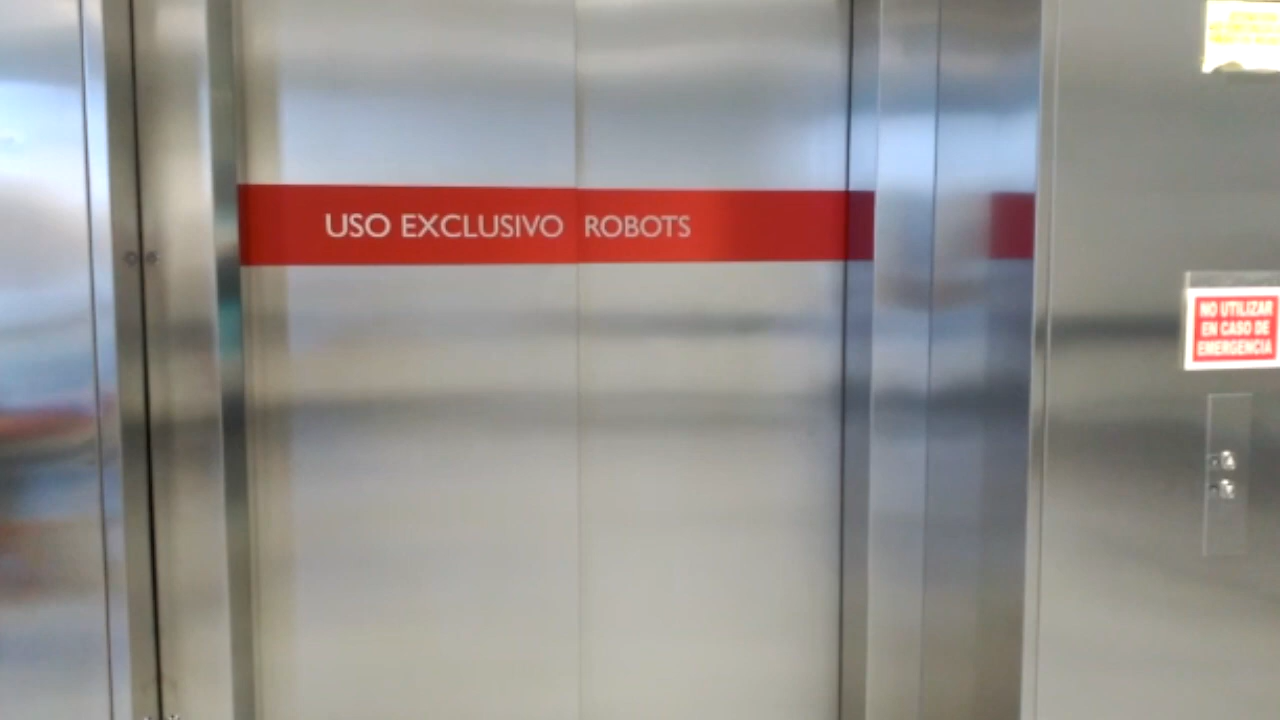 USO EXCLUSIVO ROBOTS
NO UTILIZAR
EN CASO DE
EMERGENCIA